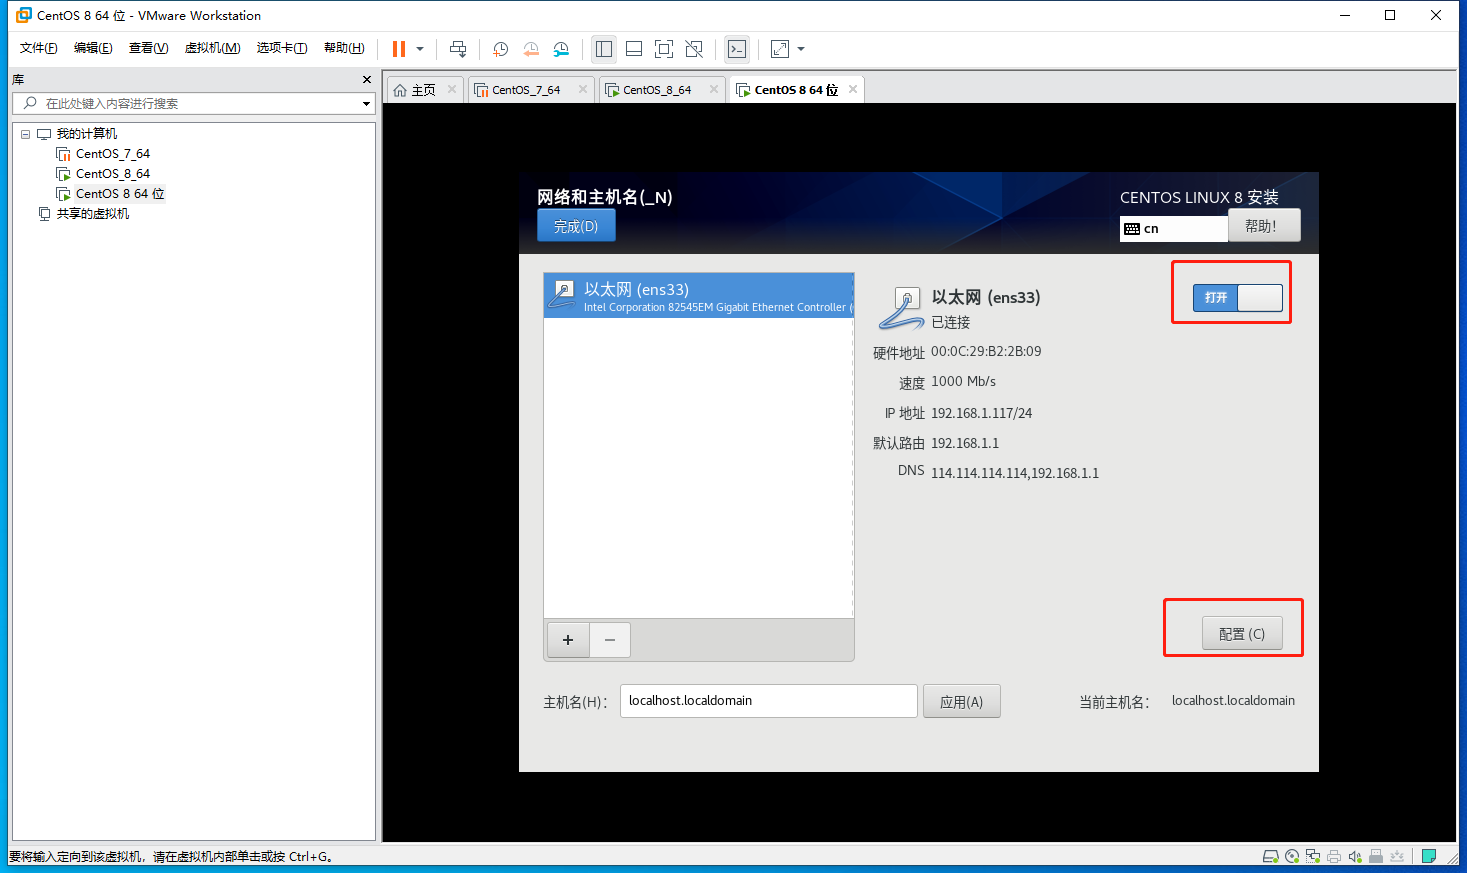 CentOS 8 64 位 - VMware Workstation
文件(F) 编辑(E) 查看(V) 虚拟机(M) 选项卡(T) 帮助(H)
库
在此处键入内容进行搜索
我的计算机
CentOS_7_64
CentOS_8_64
CentOS 8 64 位
共享的虚拟机
主页 CentOS_7_64 CentOS_8_64 CentOS 8 64 位
网络和主机名(_N)
完成(D)
CENTOS LINUX 8 安装
cn
帮助!
以太网 (ens33)
Intel Corporation 82545EM Gigabit Ethernet Controller (
以太网 (ens33)
已连接
打开
硬件地址 00:0C:29:B2:2B:09
速度 1000 Mb/s
IP 地址 192.168.1.117/24
默认路由 192.168.1.1
DNS 114.114.114.114,192.168.1.1
+ −
配置 (C)
主机名(H): localhost.localdomain 应用(A) 当前主机名: localhost.localdomain
要将输入定向到该虚拟机，请在虚拟机内部单击或按 Ctrl+G。